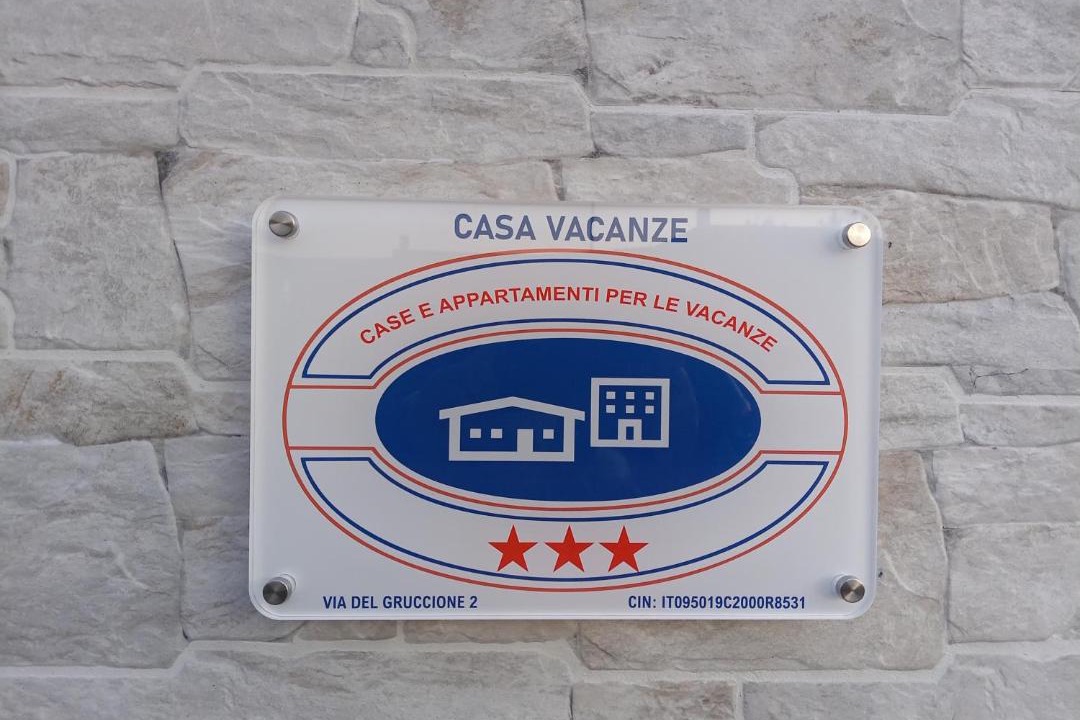 CASA VACANZE
CASE E APPARTAMENTI PER LE VACANZE
VIA DEL GRUCCIONE 2
CIN: IT095019C2000R8531